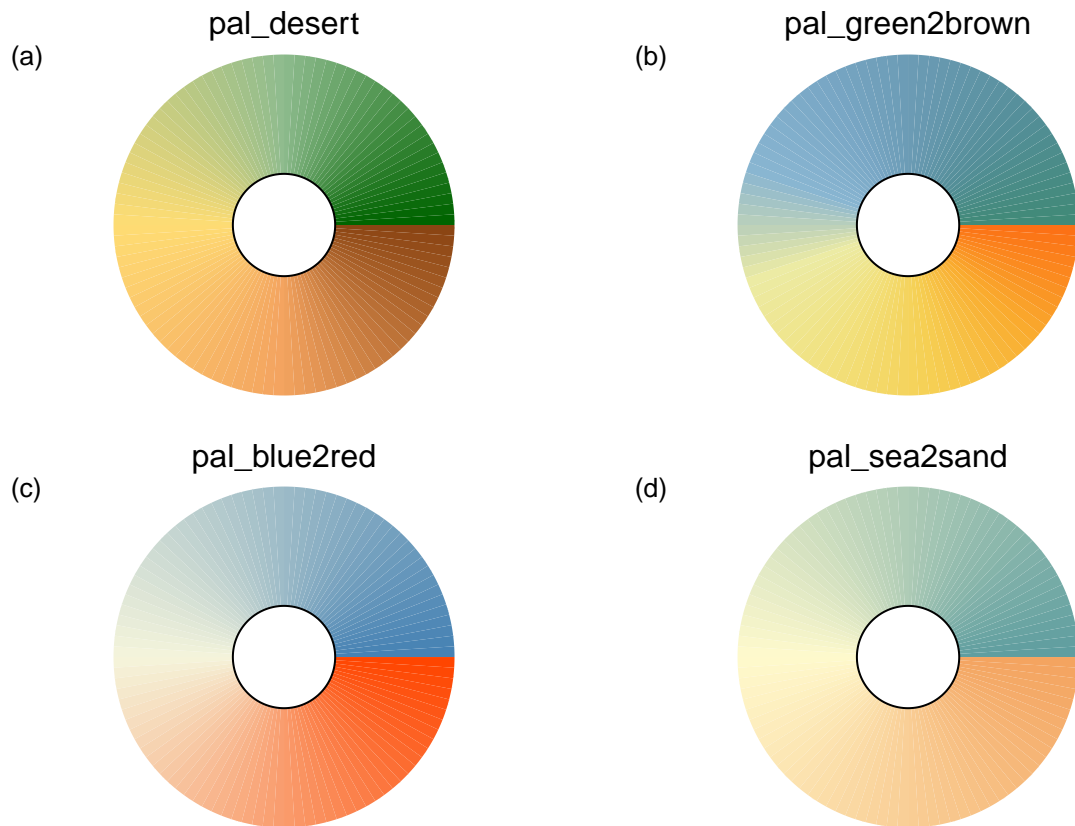 pal_desert
(a)
pal_green2brown
(b)
pal_blue2red
(c)
pal_sea2sand
(d)